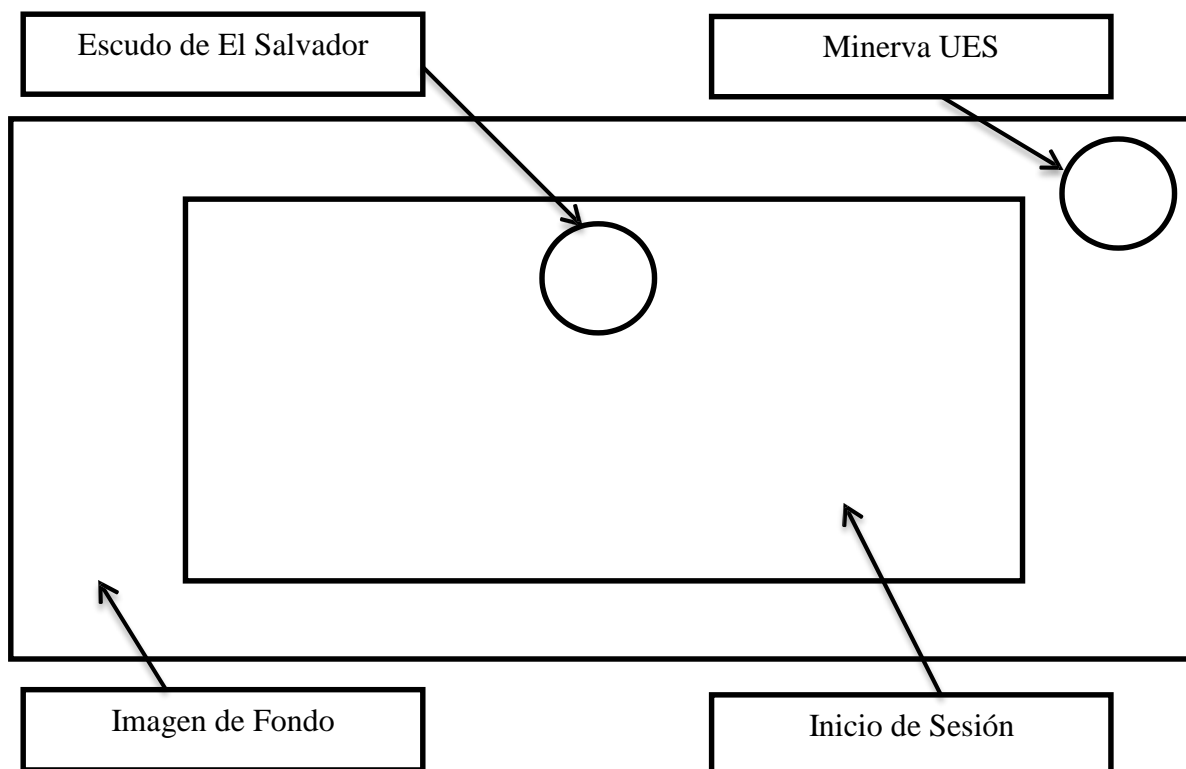 Escudo de El Salvador
Minerva UES
Imagen de Fondo
Inicio de Sesión